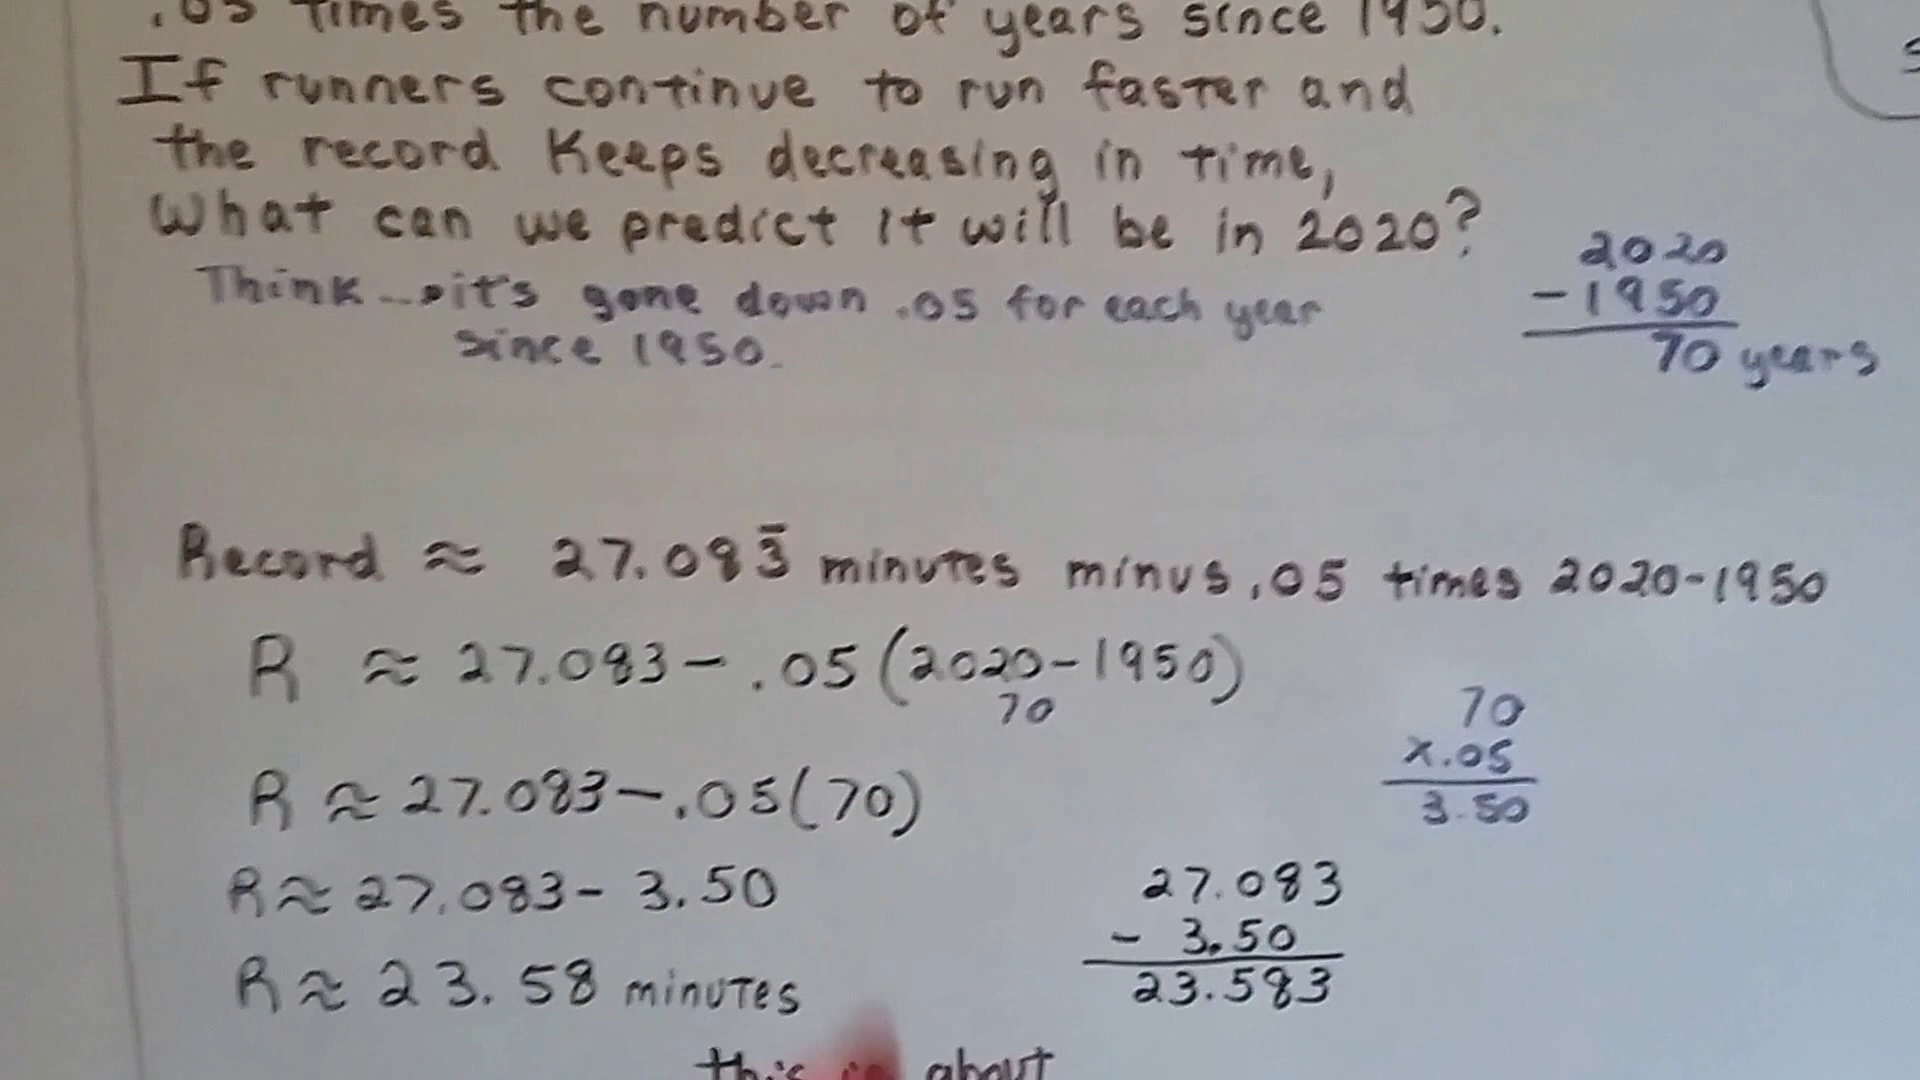 .05 times the number of years since 1950.
If runners continue to run faster and
the record keeps decreasing in time,
what can we predict it will be in 2020?
Think → it's gone down .05 for each year
since 1950.
2020
- 1950
70 years
Record ≈ 27.083̅ minutes minus .05 times 2020-1950
R ≈ 27.083 - .05 (2020-1950)
70
R ≈ 27.083 - .05(70)
70
x .05
3.50
R ≈ 27.083 - 3.50
27.083
- 3.50
23.583
R ≈ 23.58 minutes
this is about